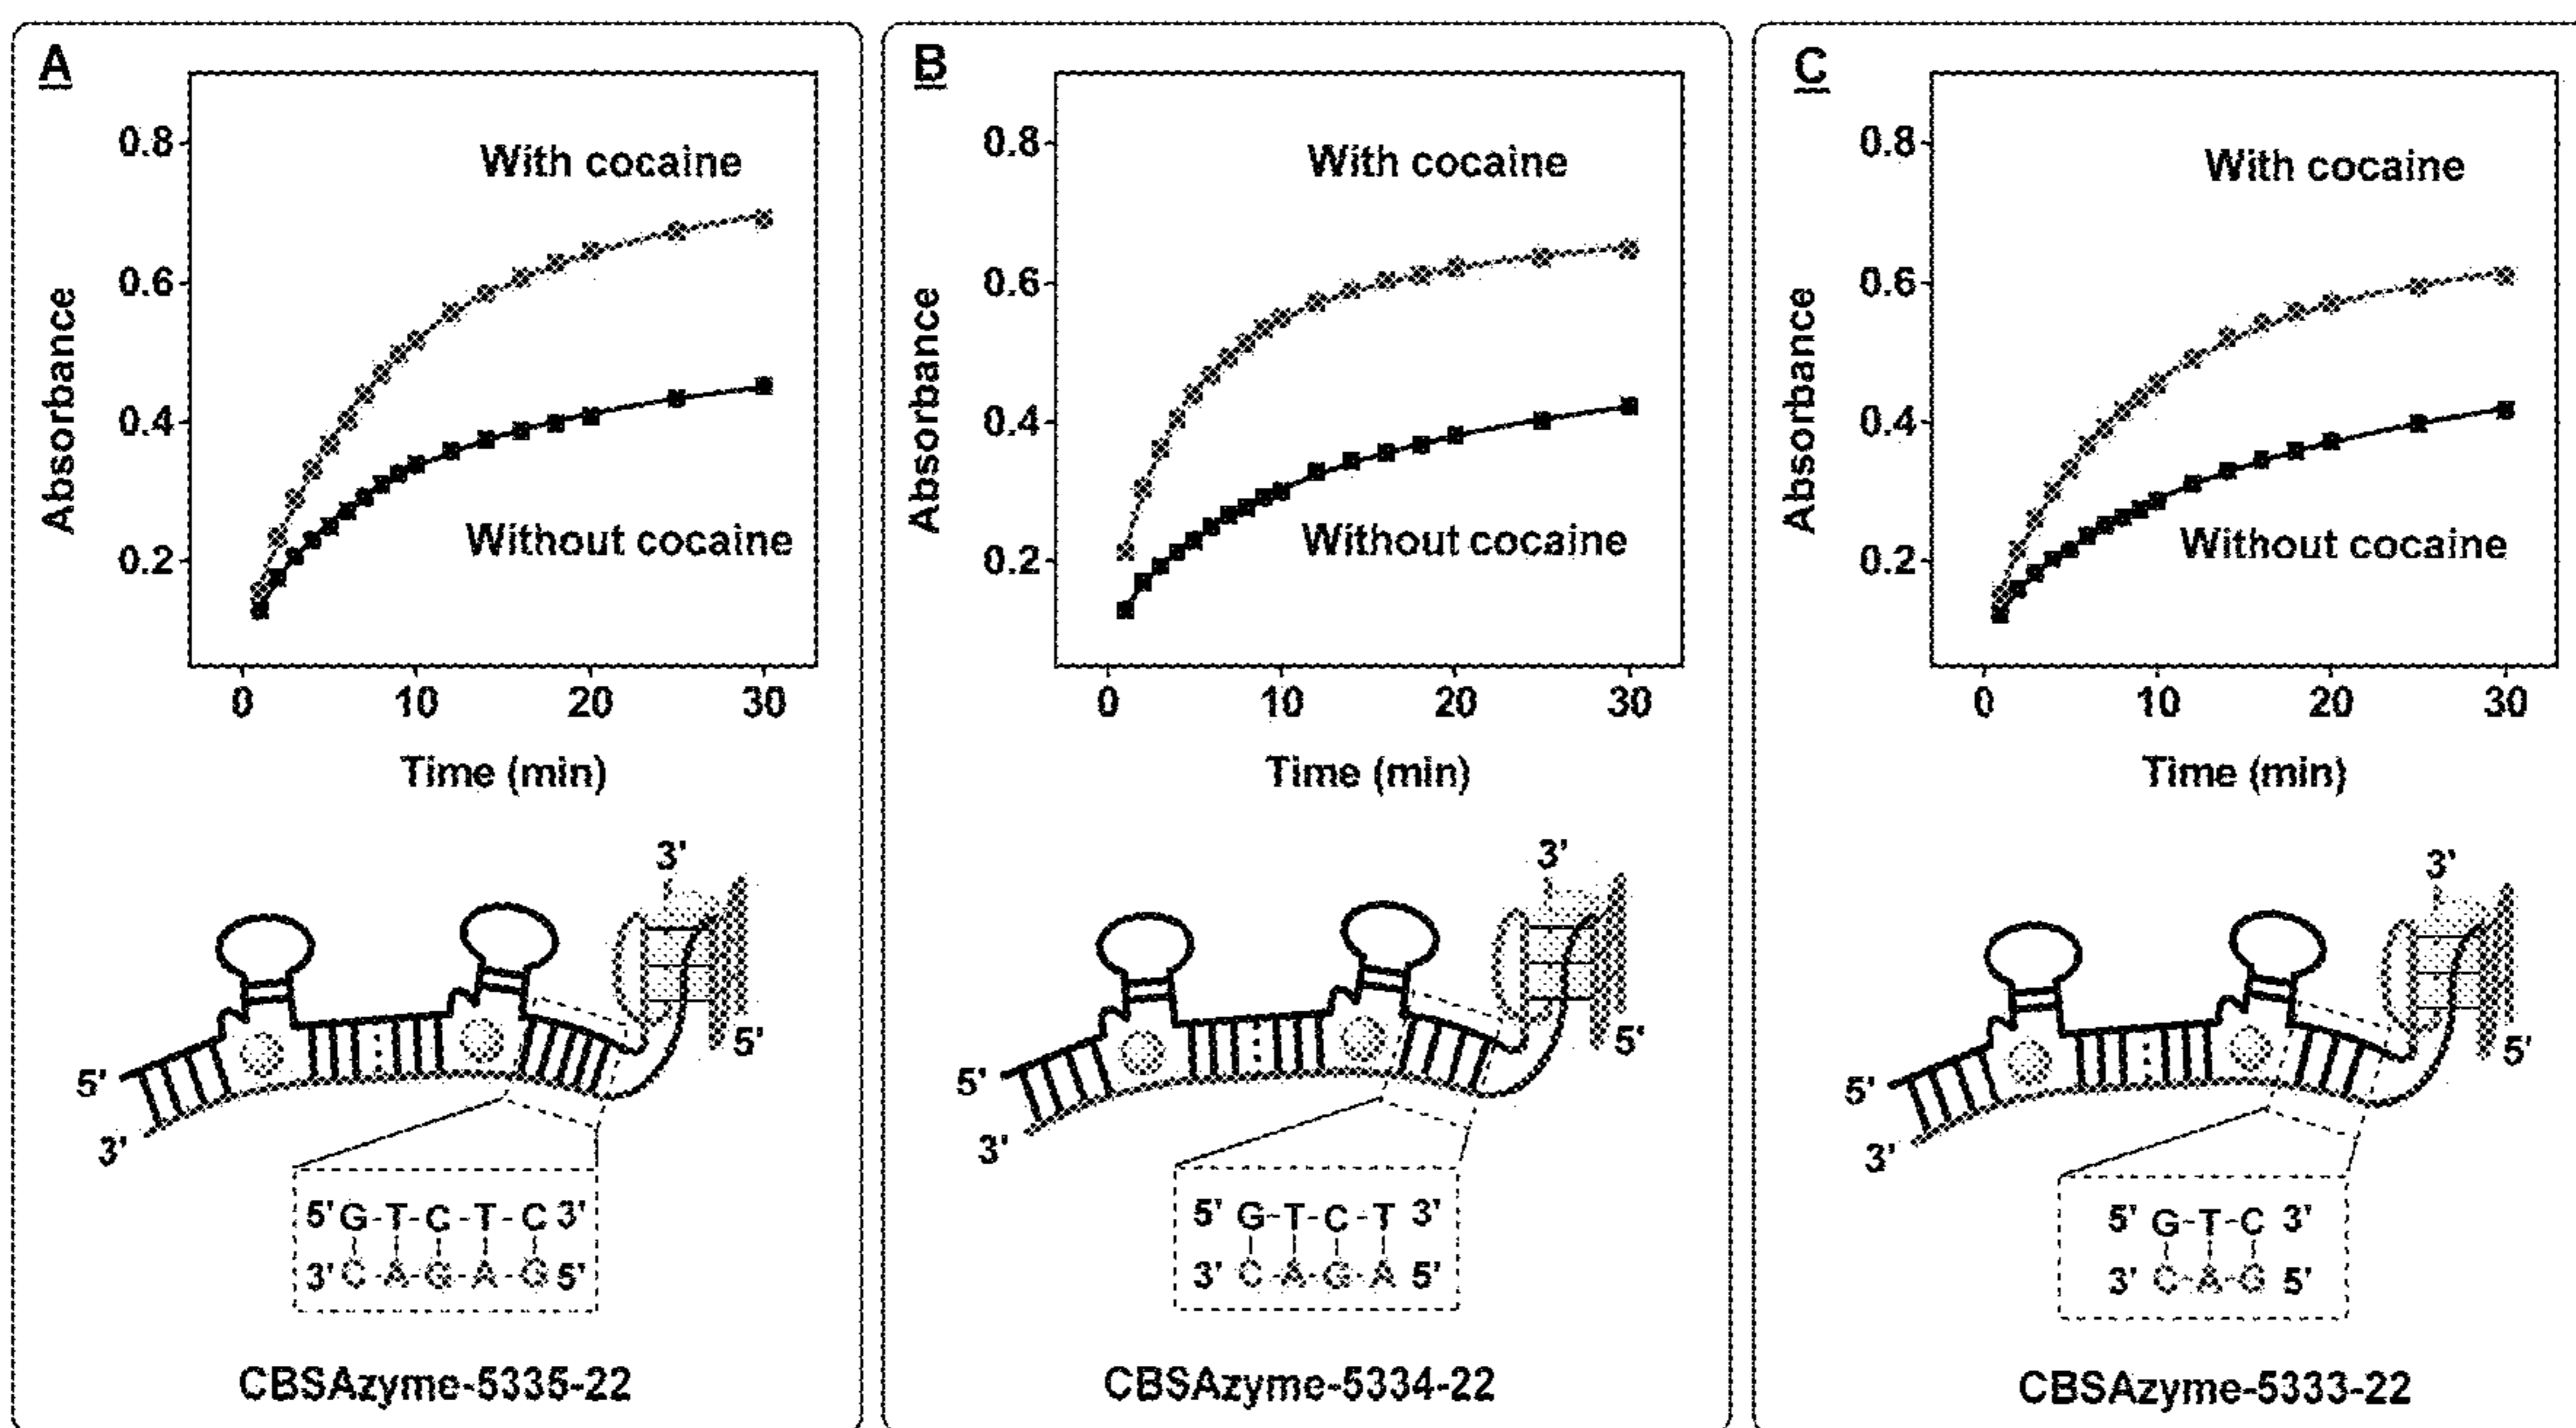 A
0.8
0.6
0.4
0.2
Absorbance
With cocaine
Without cocaine
0 10 20 30
Time (min)
3'
5'
5'
3'
5' G-T-C-T-C 3'
3' C-A-G-A-G 5'
CBSAzyme-5335-22
B
0.8
0.6
0.4
0.2
Absorbance
With cocaine
Without cocaine
0 10 20 30
Time (min)
3'
5'
5'
3'
5' G-T-C-T 3'
3' C-A-G-A 5'
CBSAzyme-5334-22
C
0.8
0.6
0.4
0.2
Absorbance
With cocaine
Without cocaine
0 10 20 30
Time (min)
3'
5'
5'
3'
5' G-T-C 3'
3' C-A-G 5'
CBSAzyme-5333-22